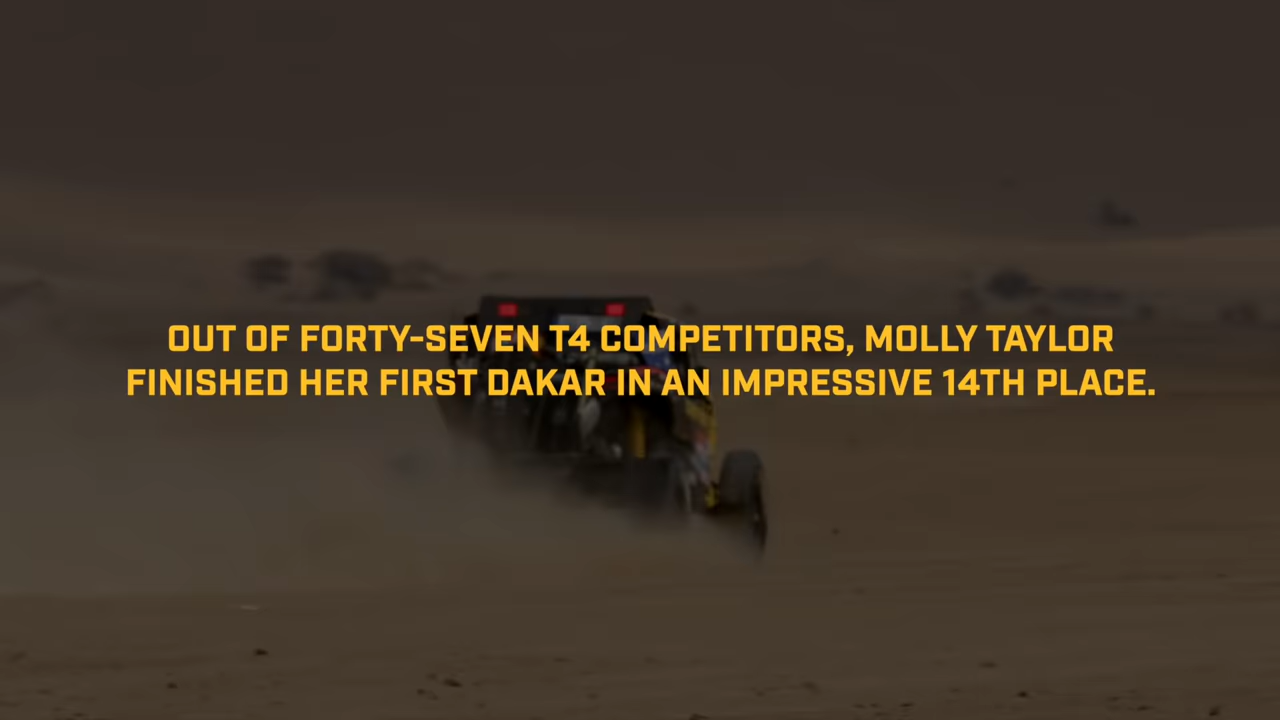 OUT OF FORTY-SEVEN T4 COMPETITORS, MOLLY TAYLOR
FINISHED HER FIRST DAKAR IN AN IMPRESSIVE 14TH PLACE.